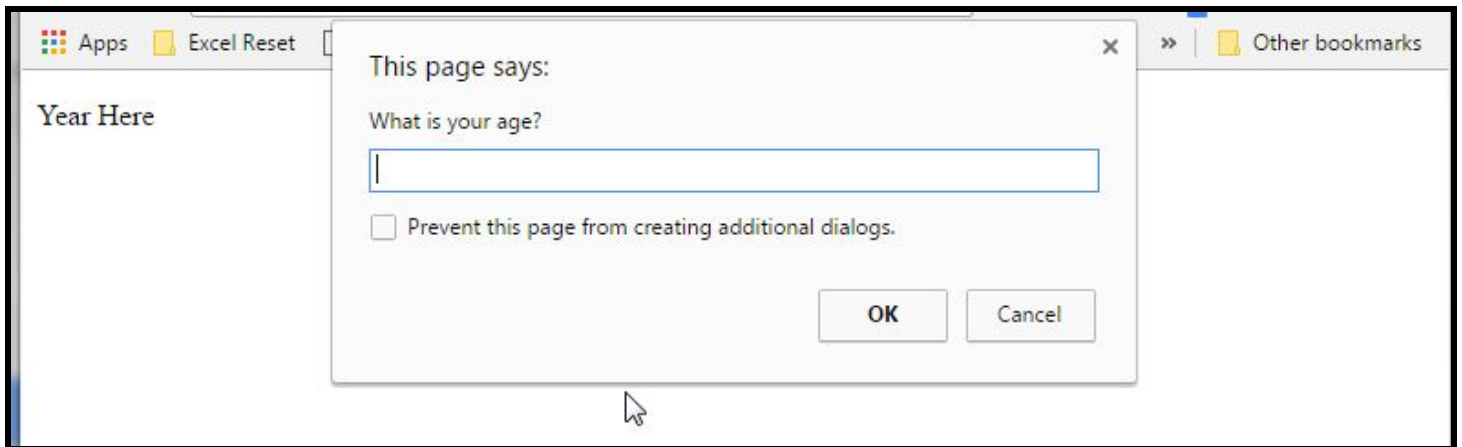 Apps Excel Reset » Other bookmarks
This page says:
×
Year Here
What is your age?
Prevent this page from creating additional dialogs.
OK Cancel